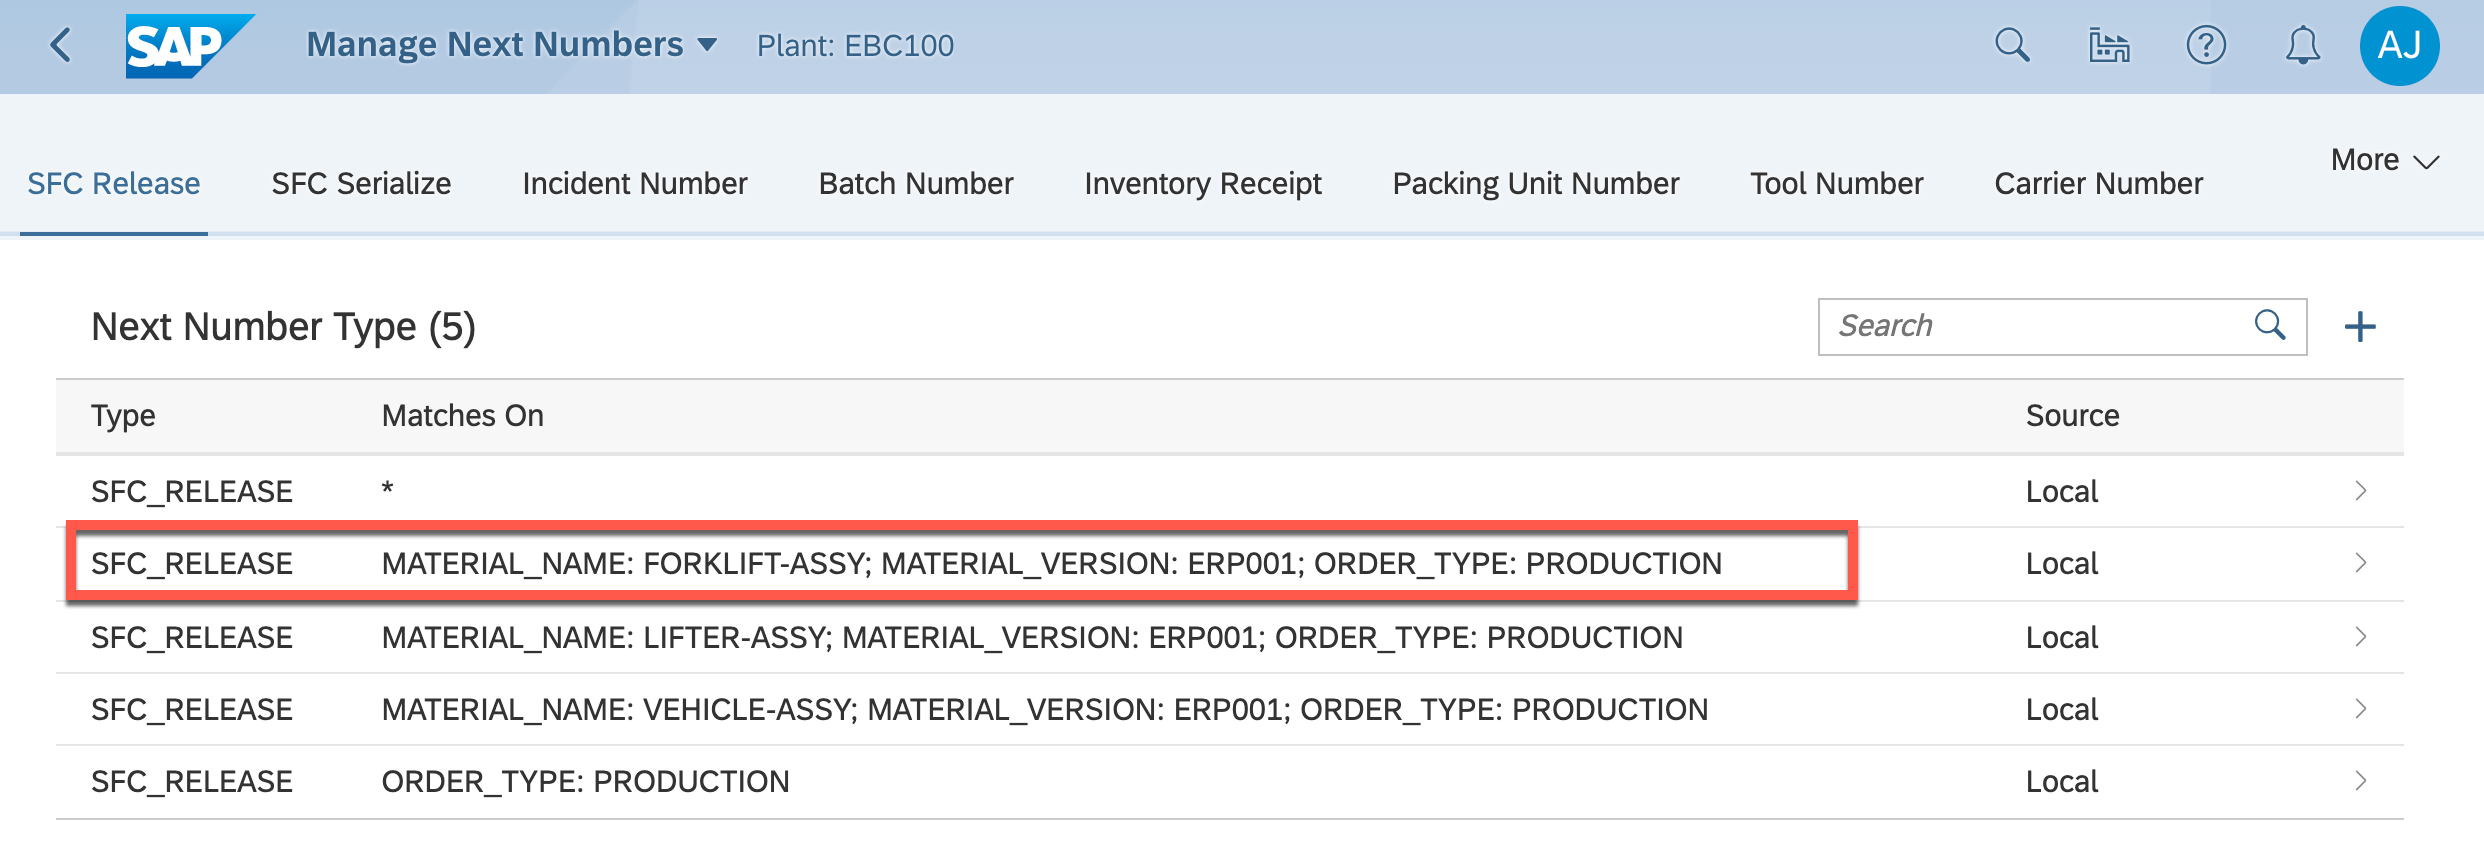 SAP Manage Next Numbers Plant: EBC100 AJ
SFC Release SFC Serialize Incident Number Batch Number Inventory Receipt Packing Unit Number Tool Number Carrier Number More
Next Number Type (5) Search
Type Matches On Source
SFC_RELEASE * Local
SFC_RELEASE MATERIAL_NAME: FORKLIFT-ASSY; MATERIAL_VERSION: ERP001; ORDER_TYPE: PRODUCTION Local
SFC_RELEASE MATERIAL_NAME: LIFTER-ASSY; MATERIAL_VERSION: ERP001; ORDER_TYPE: PRODUCTION Local
SFC_RELEASE MATERIAL_NAME: VEHICLE-ASSY; MATERIAL_VERSION: ERP001; ORDER_TYPE: PRODUCTION Local
SFC_RELEASE ORDER_TYPE: PRODUCTION Local